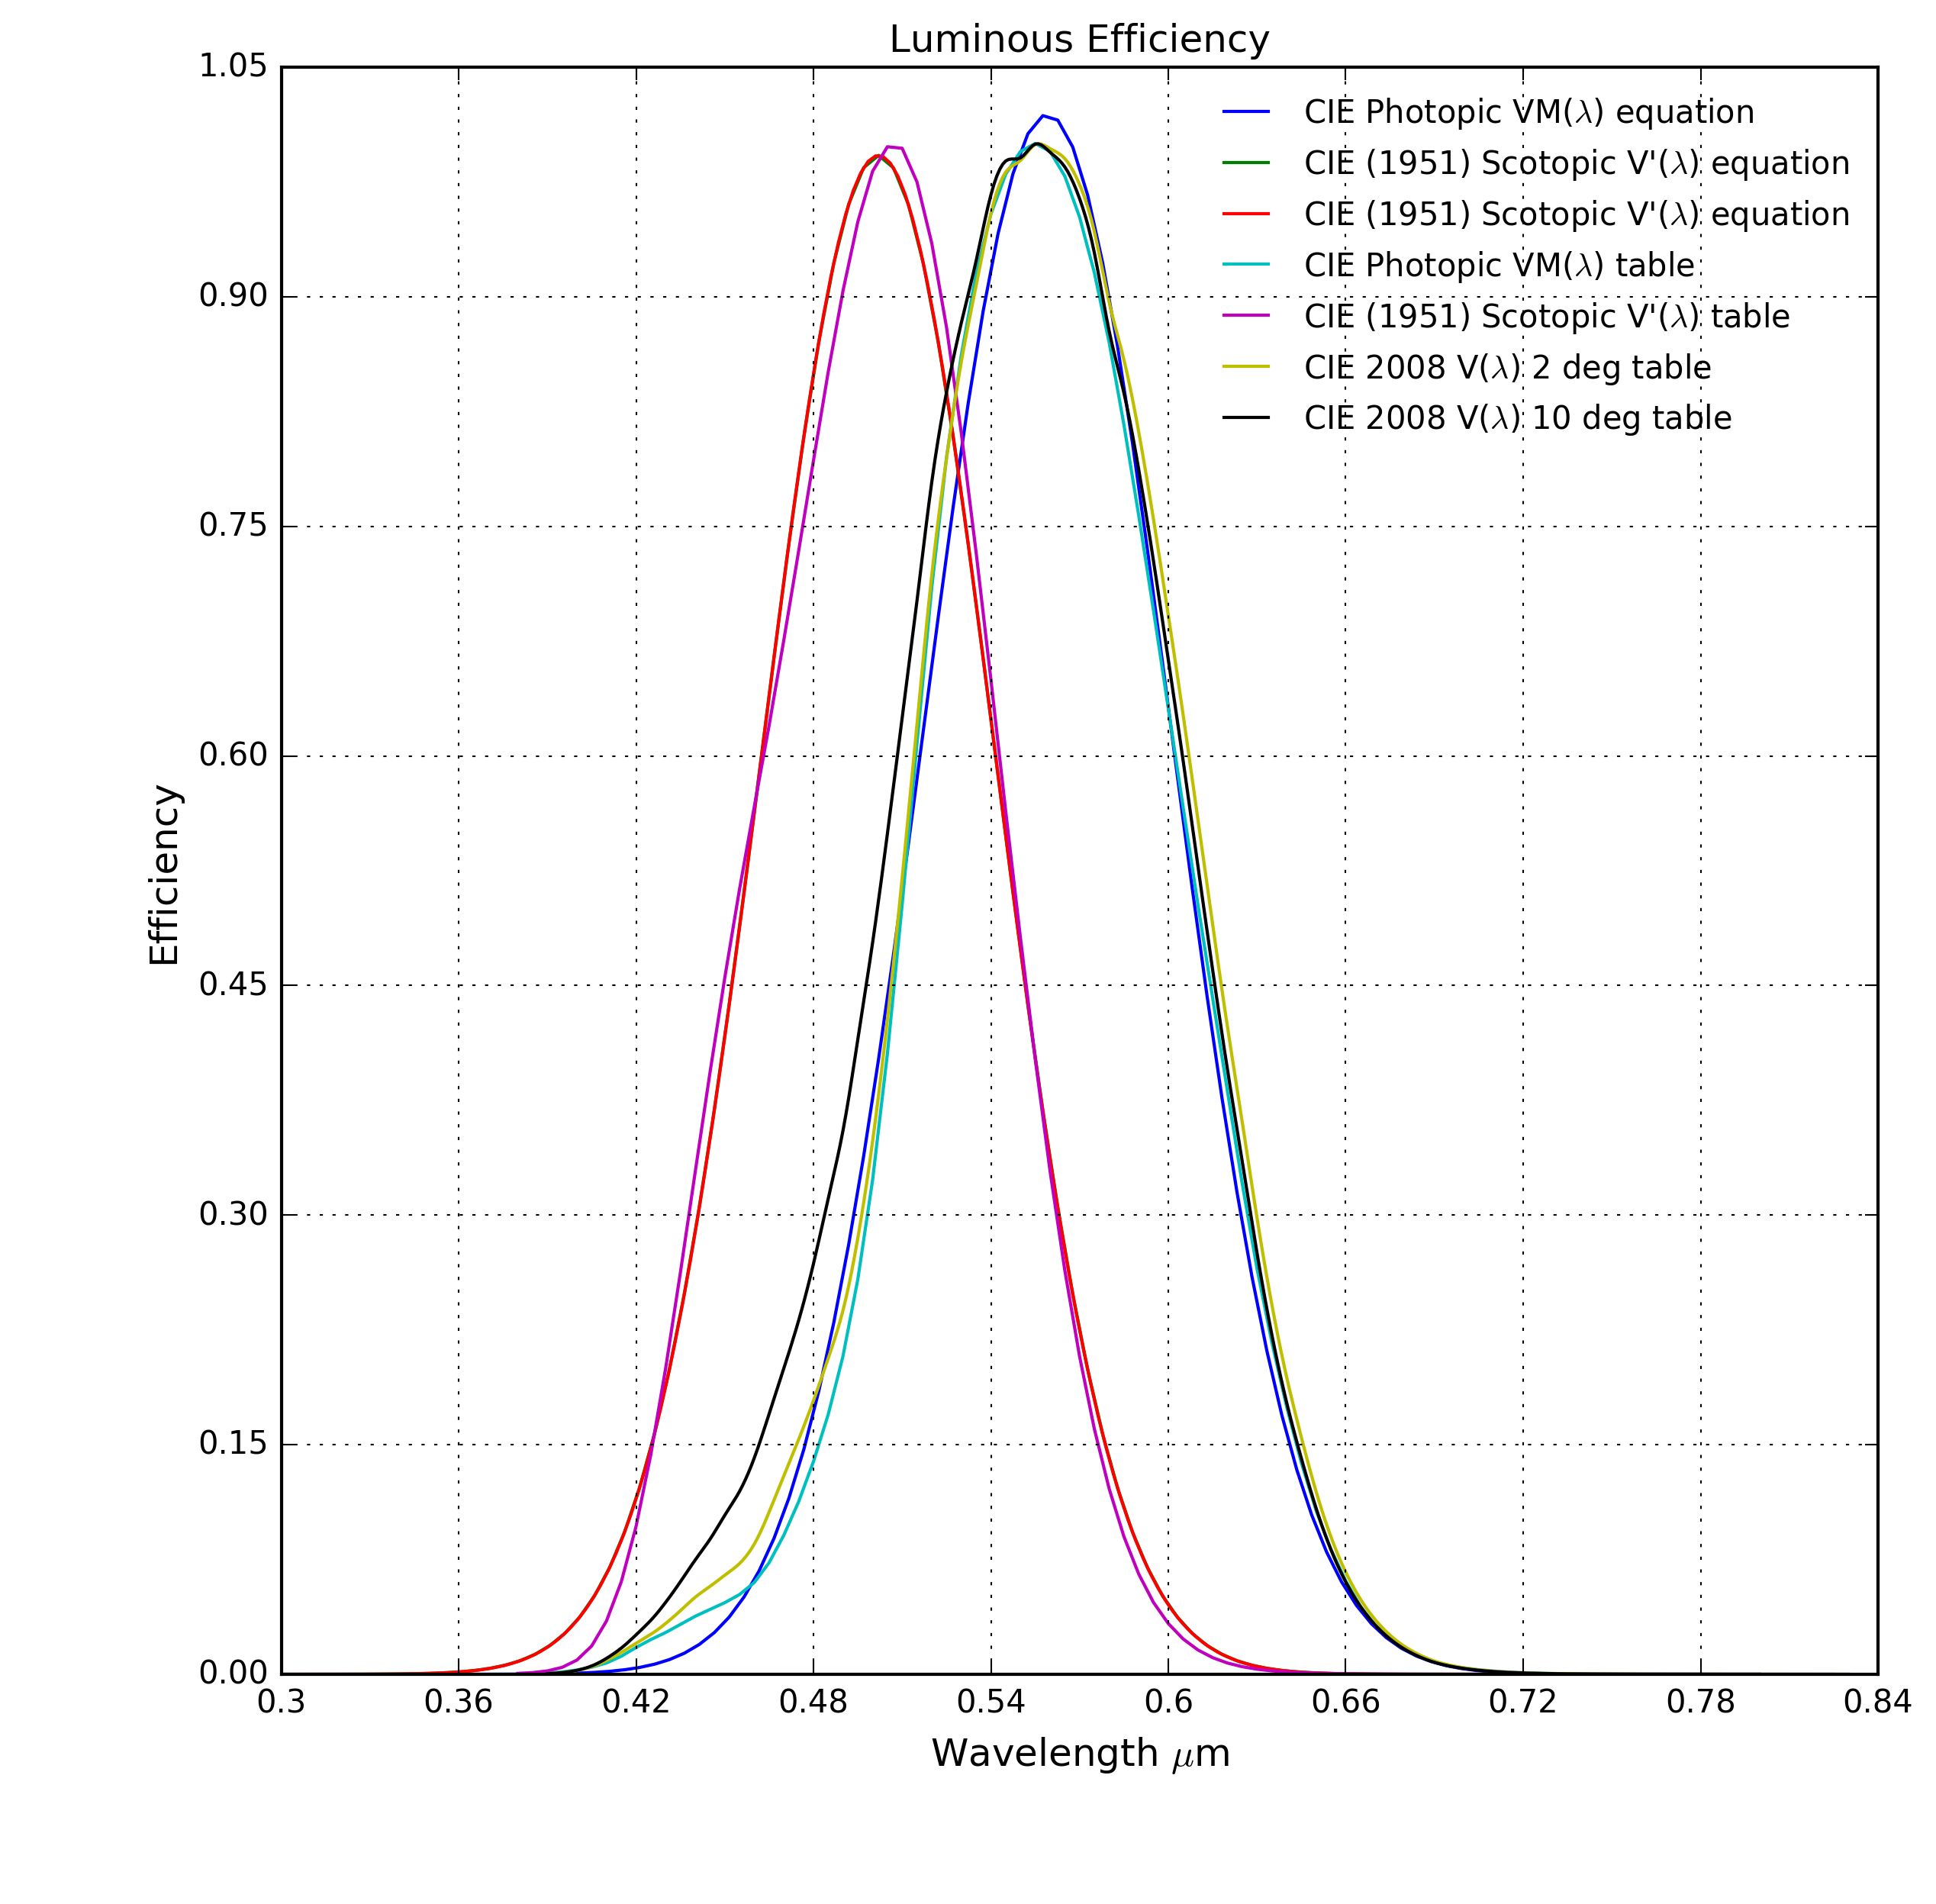 Luminous Efficiency
1.05
0.90
0.75
0.60
0.45
0.30
0.15
0.00
Efficiency
CIE Photopic VM(λ) equation
CIE (1951) Scotopic V'(λ) equation
CIE (1951) Scotopic V'(λ) equation
CIE Photopic VM(λ) table
CIE (1951) Scotopic V'(λ) table
CIE 2008 V(λ) 2 deg table
CIE 2008 V(λ) 10 deg table
0.3 0.36 0.42 0.48 0.54 0.6 0.66 0.72 0.78 0.84
Wavelength μm